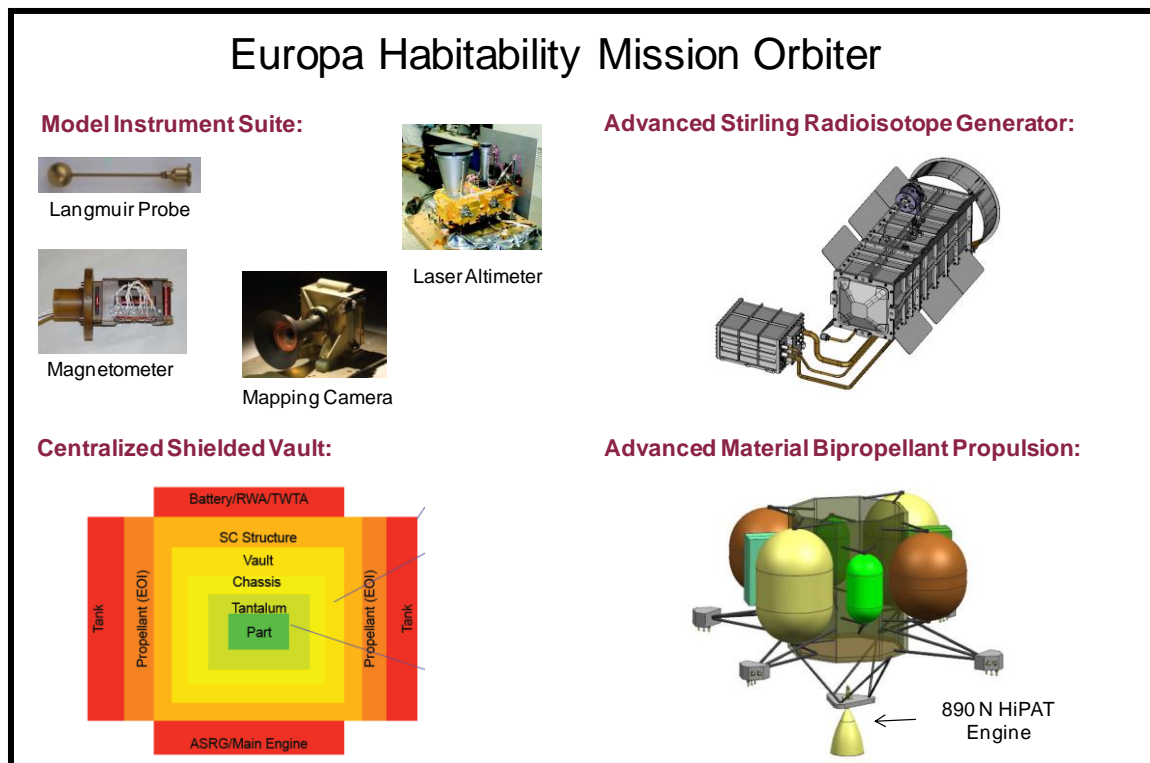 Europa Habitability Mission Orbiter
Model Instrument Suite:
Langmuir Probe
Laser Altimeter
Magnetometer
Mapping Camera
Advanced Stirling Radioisotope Generator:
Centralized Shielded Vault:
Battery/RWA/TWTA
SC Structure
Vault
Chassis
Tantalum
Part
Tank
Propellant (EOI)
Propellant (EOI)
Tank
ASRG/Main Engine
Advanced Material Bipropellant Propulsion:
890 N HiPAT
Engine